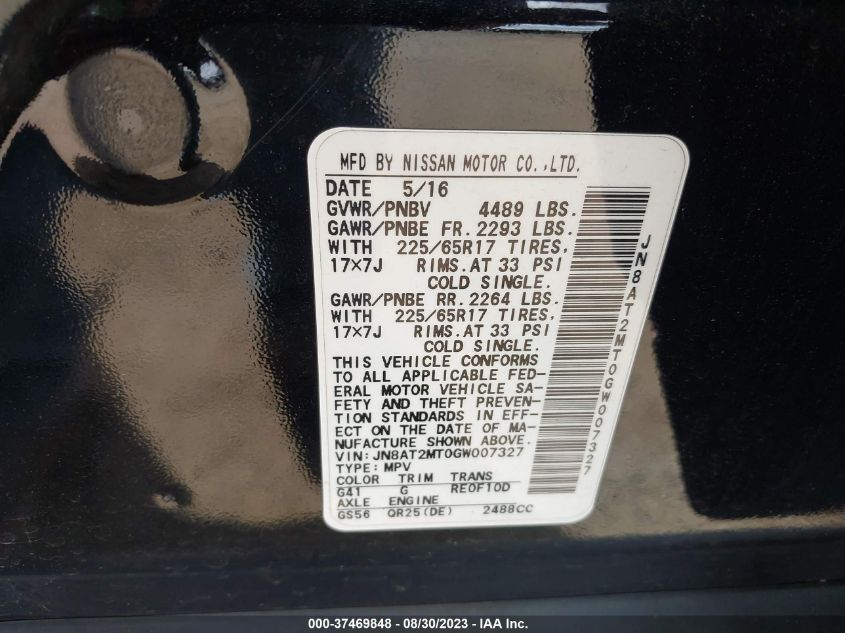 MFD BY NISSAN MOTOR CO.,LTD.
DATE 5/16
GVWR/PNBV 4489 LBS.
GAWR/PNBE FR. 2293 LBS.
WITH 225/65R17 TIRES,
17×7J RIMS.AT 33 PSI
COLD SINGLE.
GAWR/PNBE RR. 2264 LBS.
WITH 225/65R17 TIRES,
17×7J RIMS.AT 33 PSI
COLD SINGLE.
THIS VEHICLE CONFORMS
TO ALL APPLICABLE FED-
ERAL MOTOR VEHICLE SA-
FETY AND THEFT PREVEN-
TION STANDARDS IN EFF-
ECT ON THE DATE OF MA-
NUFACTURE SHOWN ABOVE.
VIN:JN8AT2MT0GW007327
TYPE:MPV
COLOR TRIM TRANS
G41 G RE0F10D
AXLE ENGINE
GS56 QR25(DE) 2488CC
JN8AT2MT0GW007327
000-37469848 - 08/30/2023 - COPYRIGHT IAA, LLC.